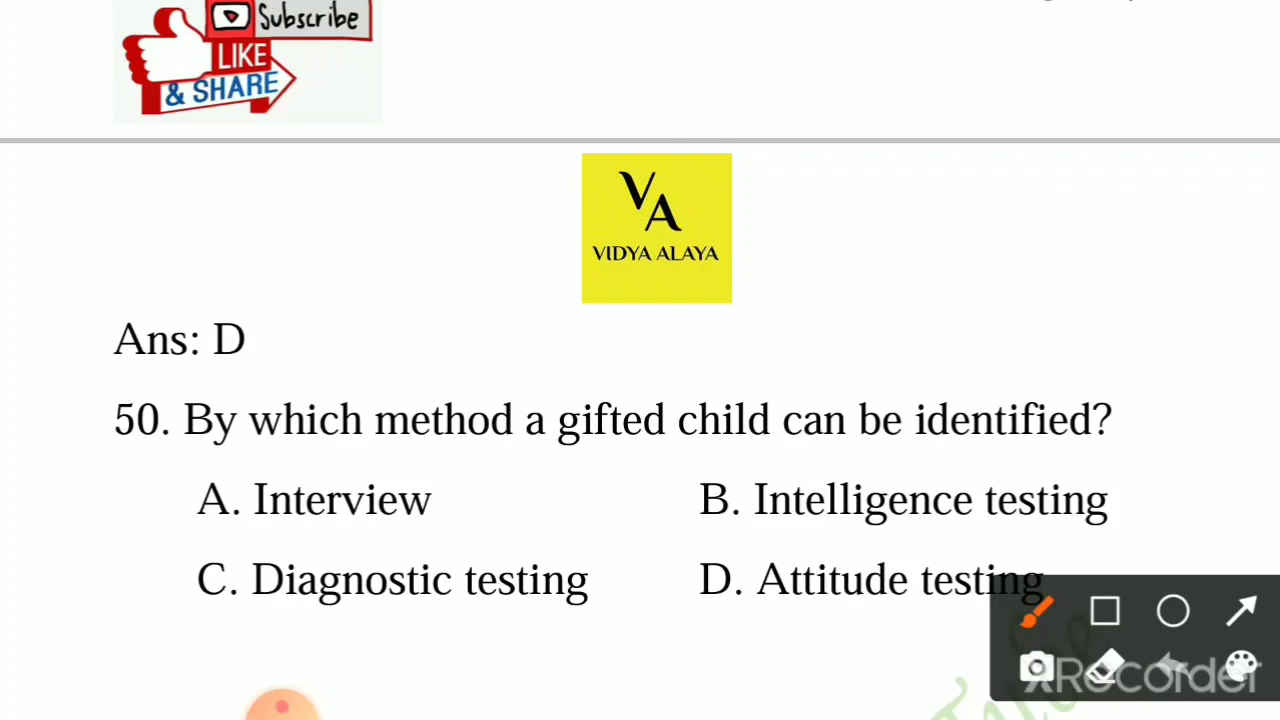 Subscribe
LIKE
& SHARE
VA
VIDYA ALAYA
Ans: D
50. By which method a gifted child can be identified?
A. Interview B. Intelligence testing
C. Diagnostic testing D. Attitude testing
XRecorder
Tube